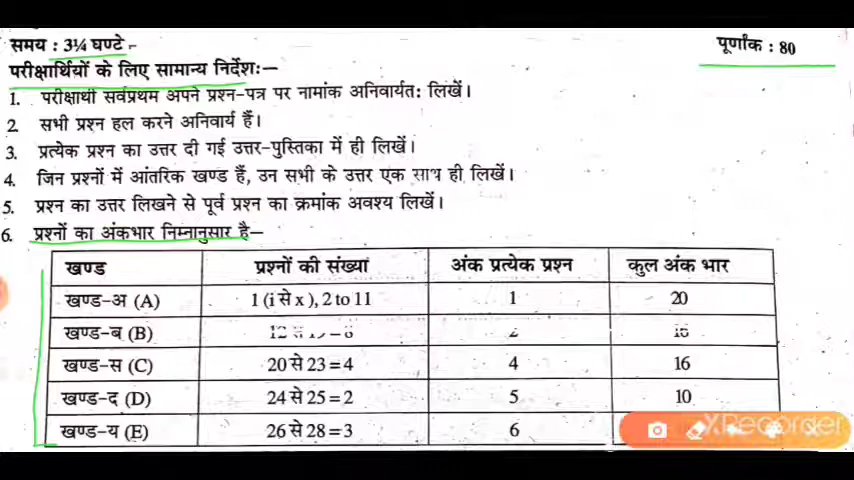 समय : 3¼ घण्टे -
पूर्णांक : 80
परीक्षार्थियों के लिए सामान्य निर्देशः—
1. परीक्षार्थी सर्वप्रथम अपने प्रश्न-पत्र पर नामांक अनिवार्यतः लिखें।
2. सभी प्रश्न हल करने अनिवार्य हैं।
3. प्रत्येक प्रश्न का उत्तर दी गई उत्तर-पुस्तिका में ही लिखें।
4. जिन प्रश्नों में आंतरिक खण्ड हैं, उन सभी के उत्तर एक साथ ही लिखें।
5. प्रश्न का उत्तर लिखने से पूर्व प्रश्न का क्रमांक अवश्य लिखें।
6. प्रश्नों का अंकभार निम्नानुसार है—
खण्ड प्रश्नों की संख्या अंक प्रत्येक प्रश्न कुल अंक भार
खण्ड-अ (A) 1 (i से x), 2 to 11 1 20
खण्ड-ब (B)
खण्ड-स (C) 20 से 23 = 4 4 16
खण्ड-द (D) 24 से 25 = 2 5 10
खण्ड-य (E) 26 से 28 = 3 6
XRecorder